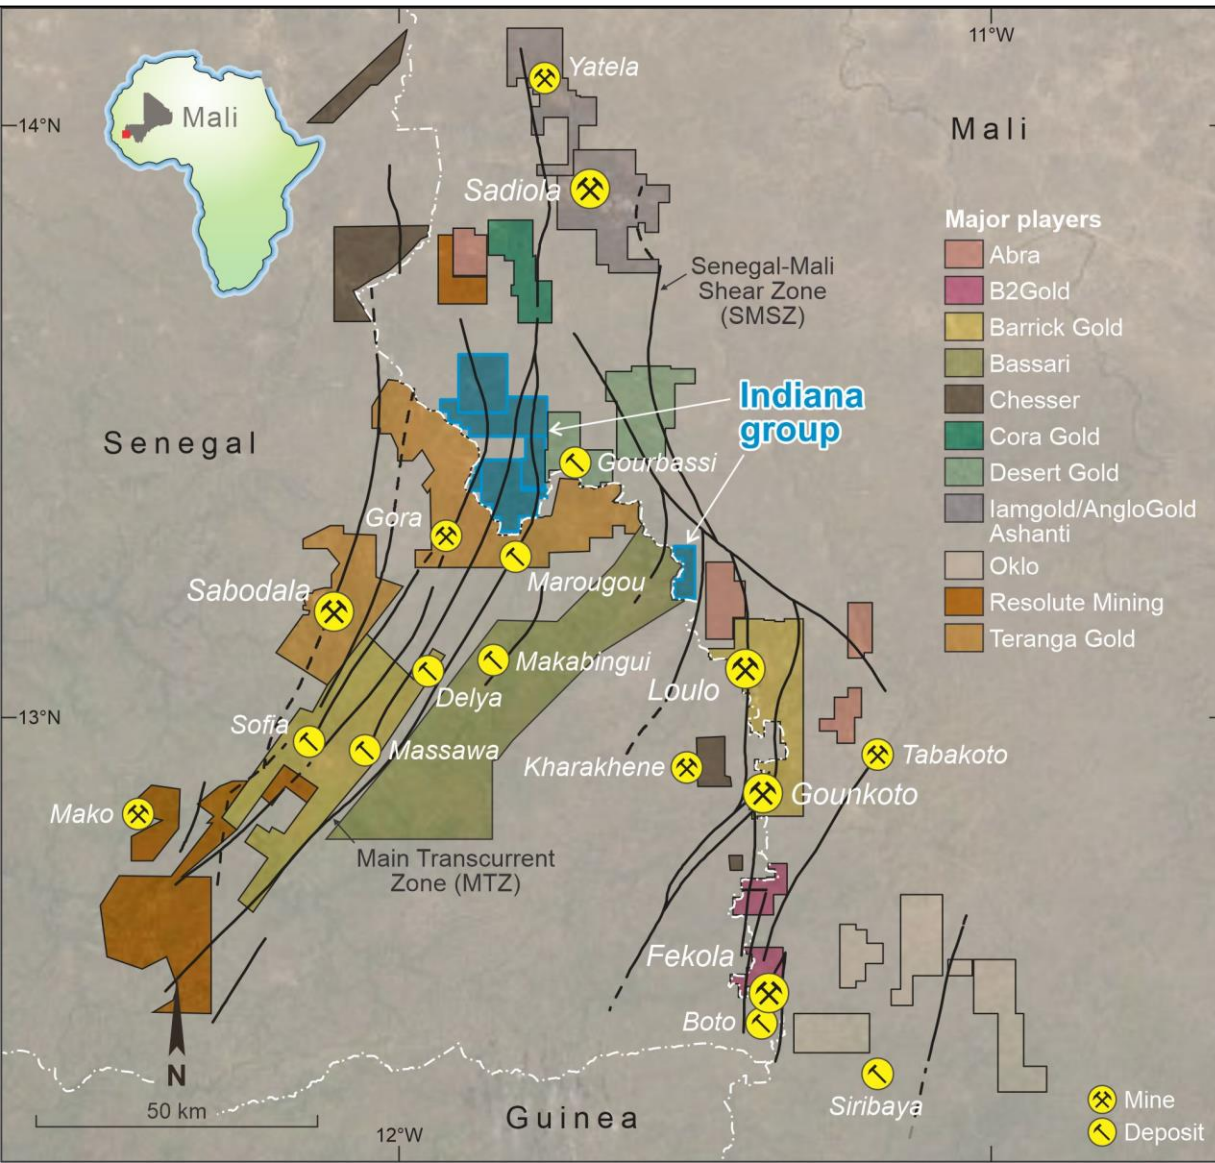 11°W
Yatela
14°N
Mali
Mali
Sadiola
Major players
Abra
B2Gold
Barrick Gold
Bassari
Chesser
Cora Gold
Desert Gold
Iamgold/AngloGold
Ashanti
Oklo
Resolute Mining
Teranga Gold
Senegal-Mali
Shear Zone
(SMSZ)
Indiana
group
Senegal
Gourbassi
Gora
Marougou
Sabodala
Makabingui
Delya
Loulo
13°N
Sofia
Massawa
Kharakhene
Tabakoto
Gounkoto
Mako
Main Transcurrent
Zone (MTZ)
Fekola
Boto
Siribaya
N
50 km
Guinea
12°W
Mine
Deposit